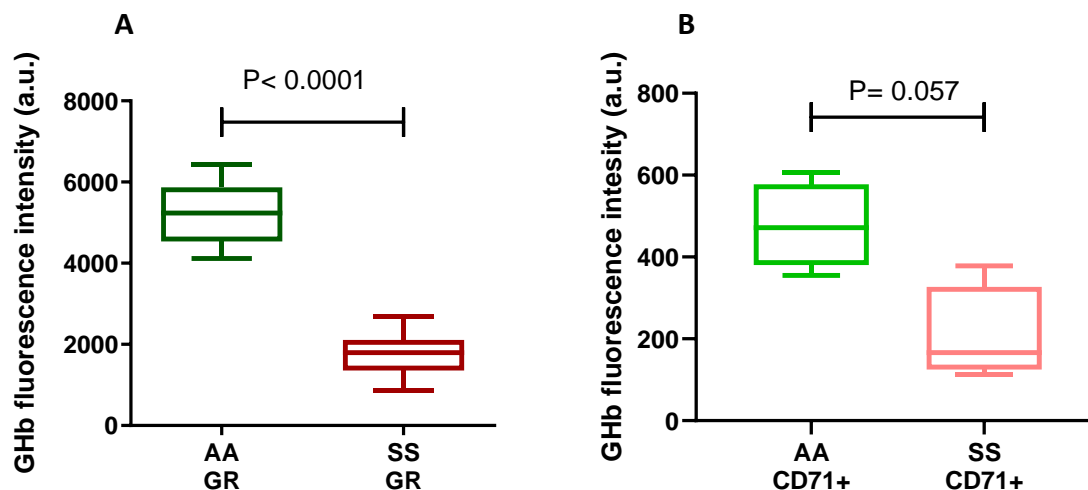 A
GHb fluorescence intensity (a.u.)
P< 0.0001
8000
6000
4000
2000
0
AA
GR
SS
GR
B
GHb fluorescence intesity (a.u.)
P= 0.057
800
600
400
200
0
AA
CD71+
SS
CD71+